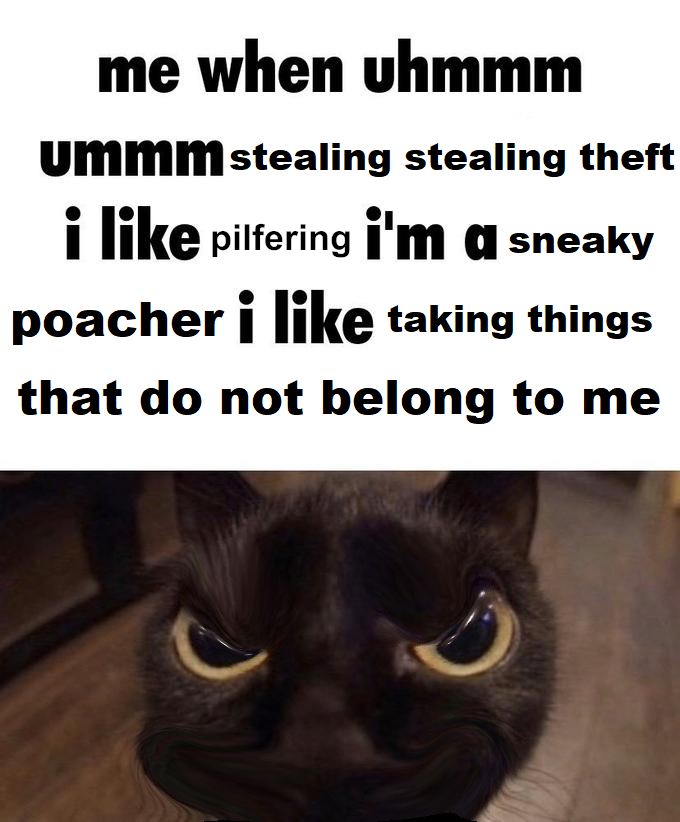 me when uhmmm
ummm stealing stealing theft
i like pilfering i'm a sneaky
poacher i like taking things
that do not belong to me